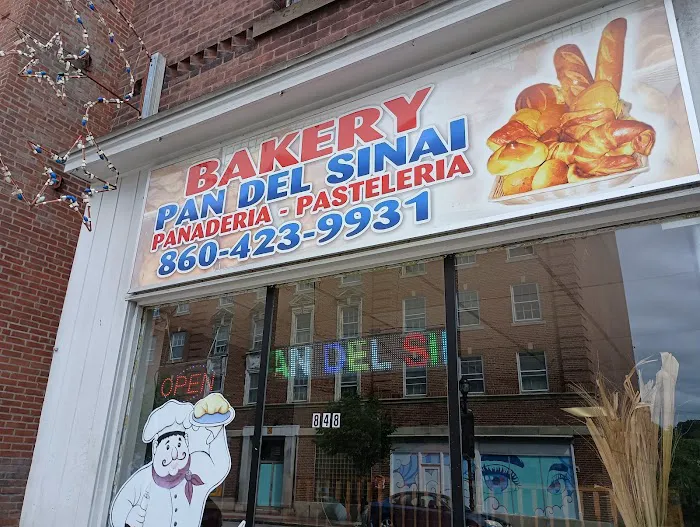 BAKERY
PAN DEL SINAI
PANADERIA - PASTELERIA
860-423-9931
OPEN
AN DEL SI
848